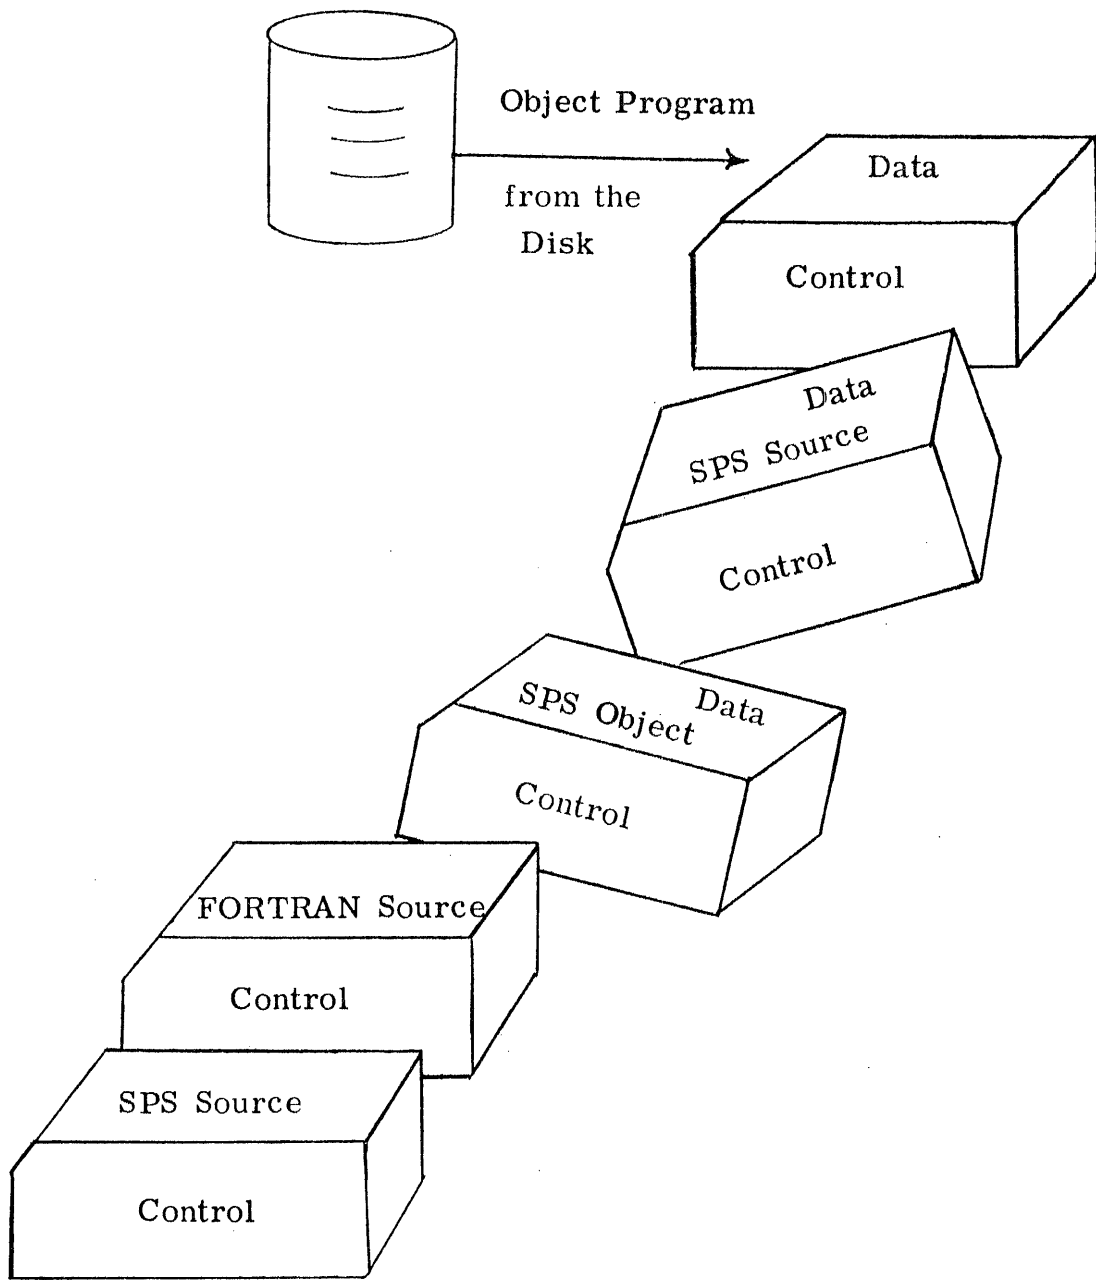 Object Program
from the
Disk
Data
Control
Data
SPS Source
Control
Data
SPS Object
Control
FORTRAN Source
Control
SPS Source
Control